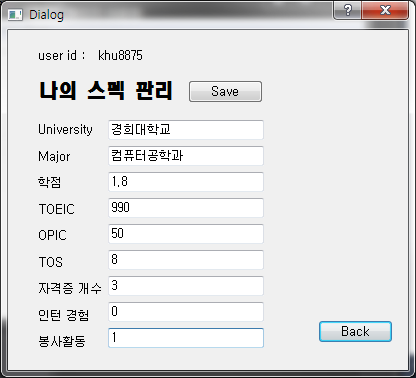 Dialog
user id : khu8875
나의 스펙 관리 Save
University 경희대학교
Major 컴퓨터공학과
학점 1.8
TOEIC 990
OPIC 50
TOS 8
자격증 개수 3
인턴 경험 0
봉사활동 1
Back